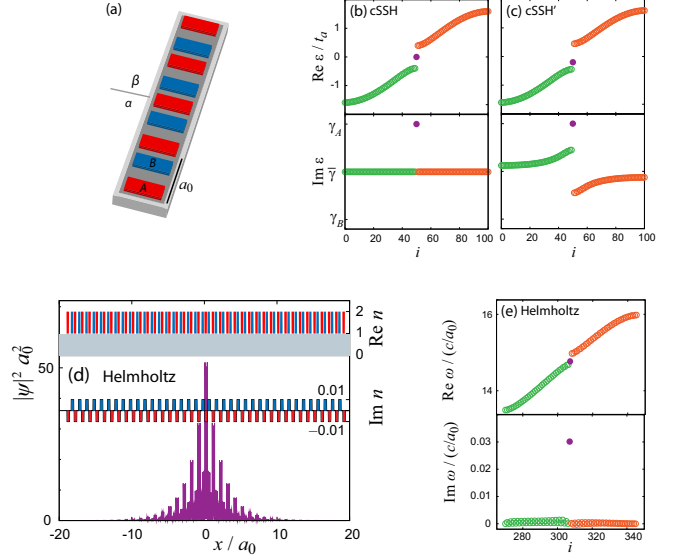 (a)
β
α
B
A
a₀
(b) cSSH
Re ε / tₐ
1
0
-1
γ_A
Im ε
γ̄
γ_B
0 20 40 60 80 100
i
(c) cSSH′
0 20 40 60 80 100
i
2
1
0
Re n
50
(d) Helmholtz
|ψ|² a₀²
0.01
−0.01
Im n
0
-20 -10 0 10 20
x / a₀
(e) Helmholtz
16
14
Re ω / (c/a₀)
0.03
0.02
0.01
0
Im ω / (c/a₀)
280 300 320 340
i